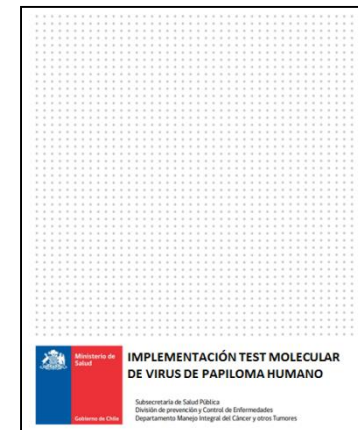 Ministerio de
Salud
Gobierno de Chile
IMPLEMENTACIÓN TEST MOLECULAR
DE VIRUS DE PAPILOMA HUMANO
Subsecretaría de Salud Pública
División de prevención y Control de Enfermedades
Departamento Manejo Integral del Cáncer y otros Tumores